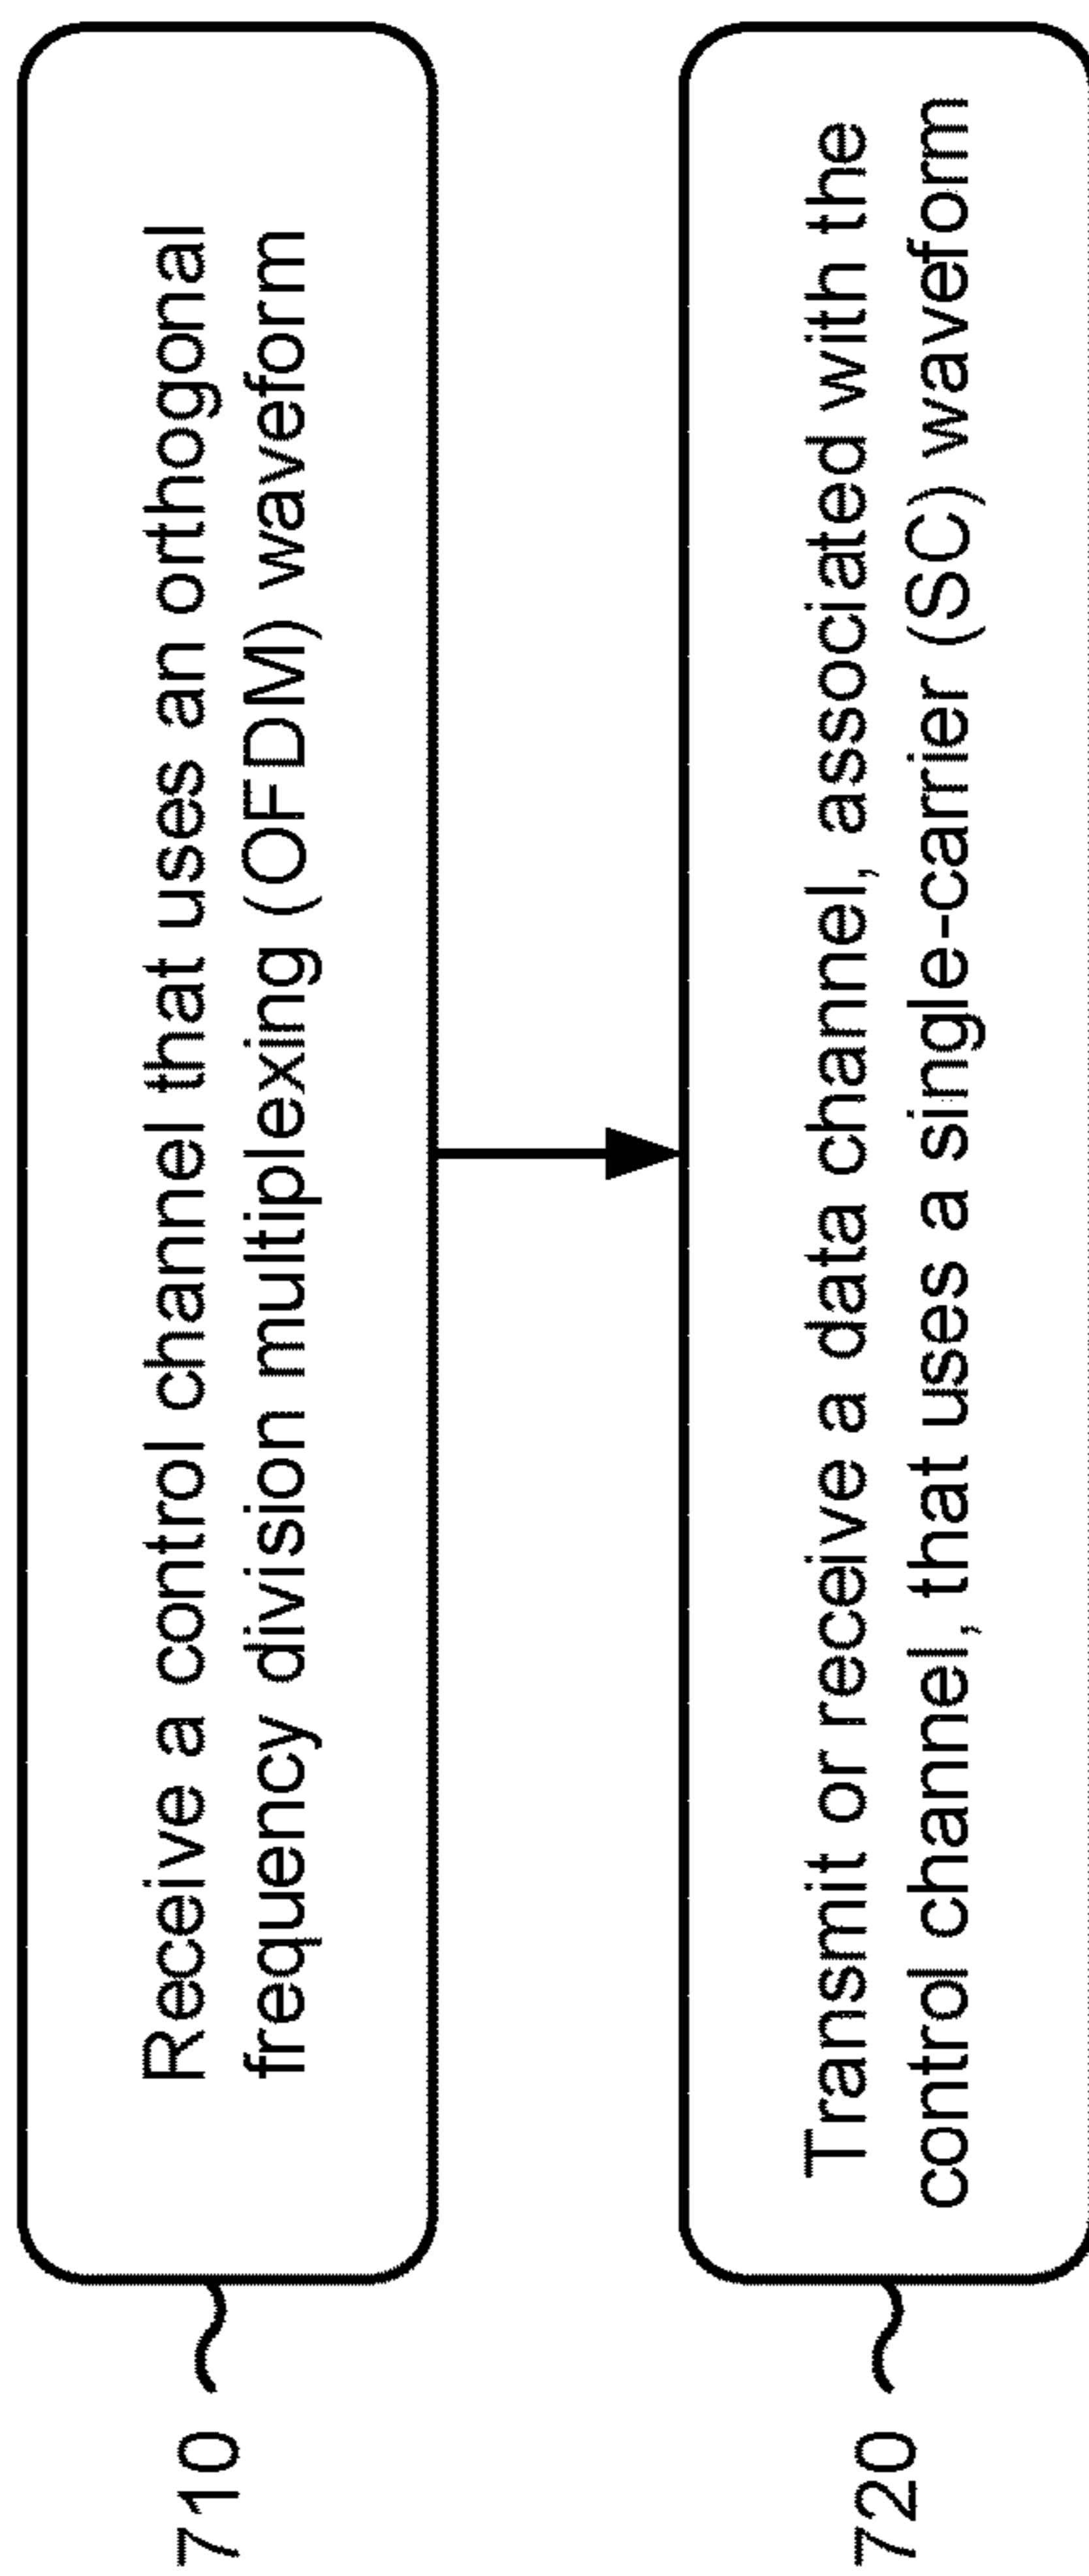 710
Receive a control channel that uses an orthogonal
frequency division multiplexing (OFDM) waveform
720
Transmit or receive a data channel, associated with the
control channel, that uses a single-carrier (SC) waveform